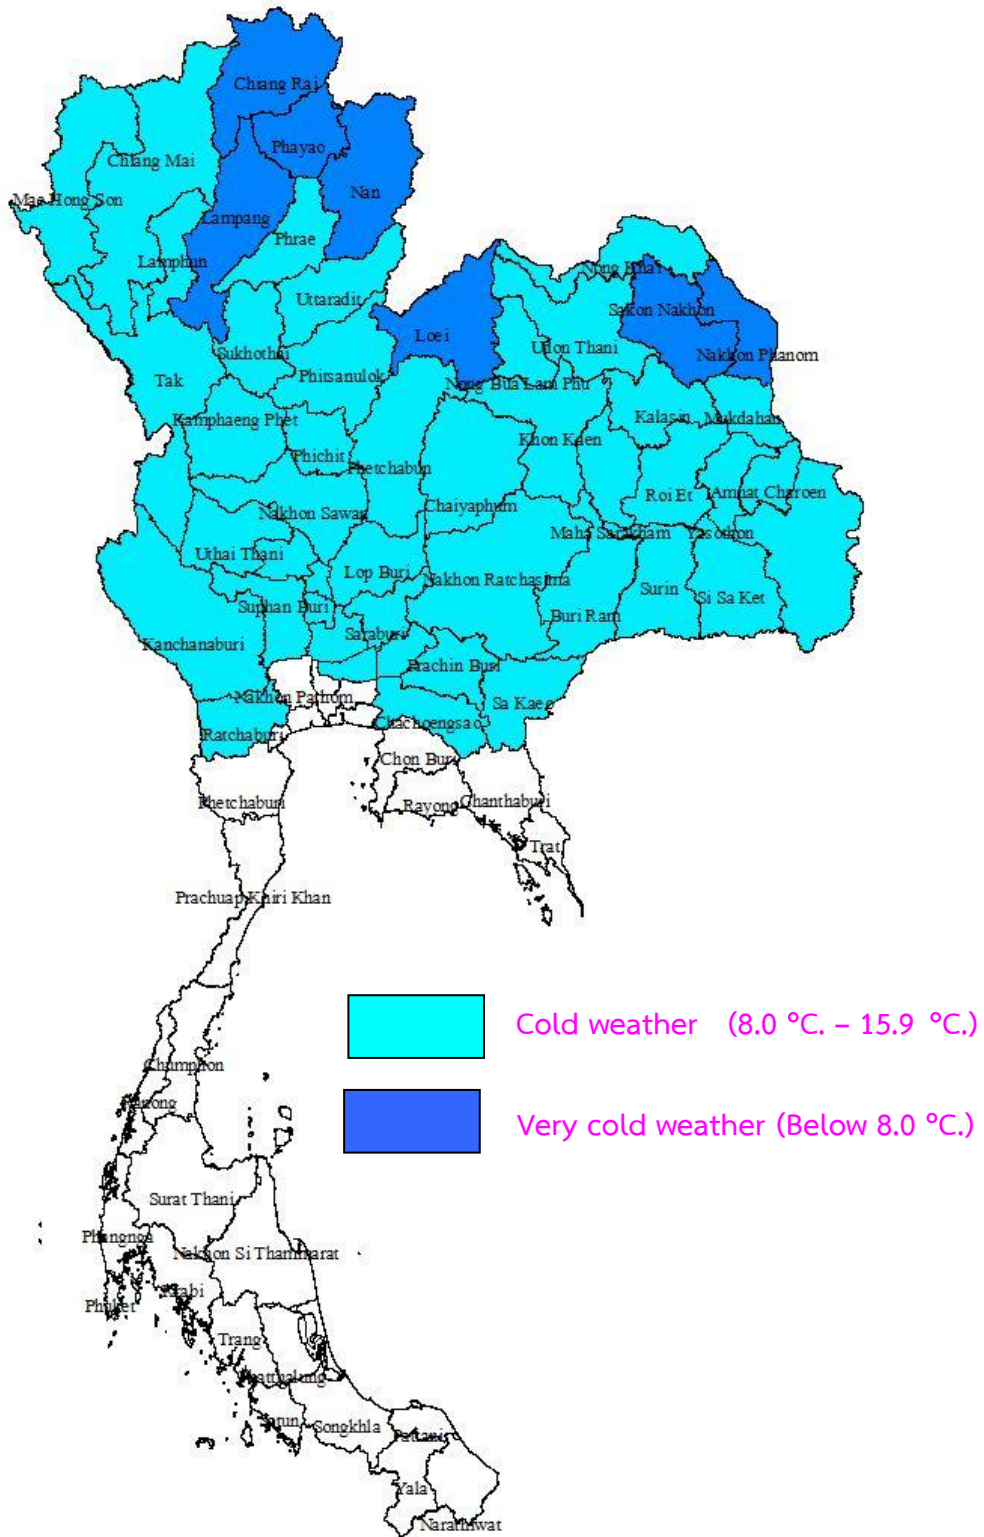 Chiang Rai
Phayao
Chiang Mai
Nan
Mae Hong Son
Lampang
Phrae
Lamphun
Nong Khai
Uttaradit
Sakon Nakhon
Loei
Udon Thani
Sukhothai
Nakhon Phanom
Phitsanulok
Tak
Nong Bua Lam Phu
Kalasin
Mukdahan
Kamphaeng Phet
Khon Kaen
Phichit
Phetchabun
Roi Et
Amnat Charoen
Chaiyaphum
Nakhon Sawan
Maha Sarakham
Yasothon
Uthai Thani
Lop Buri
Nakhon Ratchasima
Surin
Si Sa Ket
Suphan Buri
Buri Ram
Saraburi
Kanchanaburi
Prachin Buri
Nakhon Pathom
Sa Kaeo
Chachoengsao
Ratchaburi
Chon Buri
Phetchaburi
Rayong
Chanthaburi
Trat
Prachuap Khiri Khan
Cold weather (8.0 °C. – 15.9 °C.)
Chumphon
Ranong
Very cold weather (Below 8.0 °C.)
Surat Thani
Phangnga
Nakhon Si Thammarat
Krabi
Phuket
Trang
Phatthalung
Satun
Songkhla
Pattani
Yala
Narathiwat